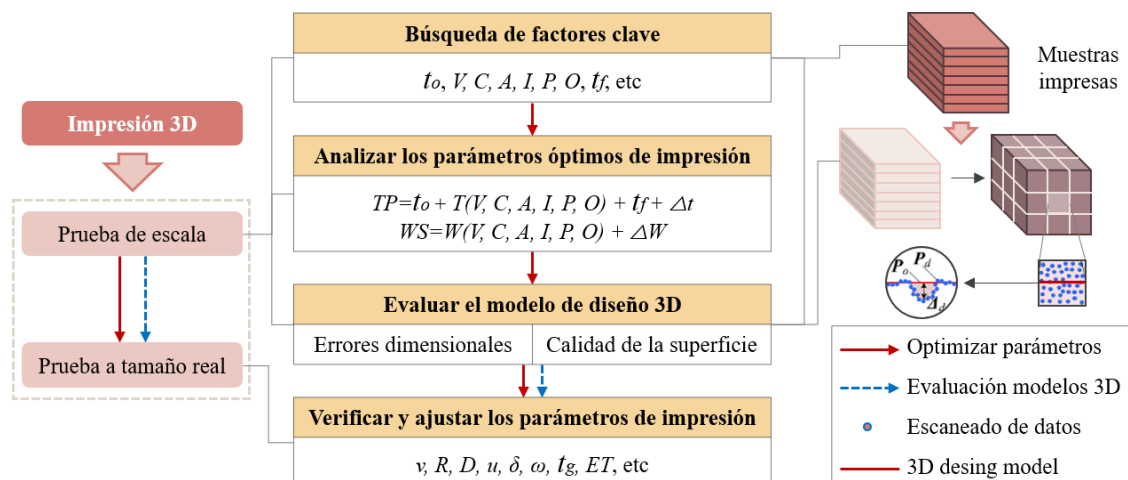 Búsqueda de factores clave
to, V, C, A, I, P, O, tf, etc
Muestras
impresas
Impresión 3D
Analizar los parámetros óptimos de impresión
TP=to + T(V, C, A, I, P, O) + tf + Δt
WS=W(V, C, A, I, P, O) + ΔW
Prueba de escala
Po
Pd
Δd
Evaluar el modelo de diseño 3D
Errores dimensionales
Calidad de la superficie
Prueba a tamaño real
Verificar y ajustar los parámetros de impresión
v, R, D, u, δ, ω, tg, ET, etc
Optimizar parámetros
Evaluación modelos 3D
Escaneado de datos
3D desing model